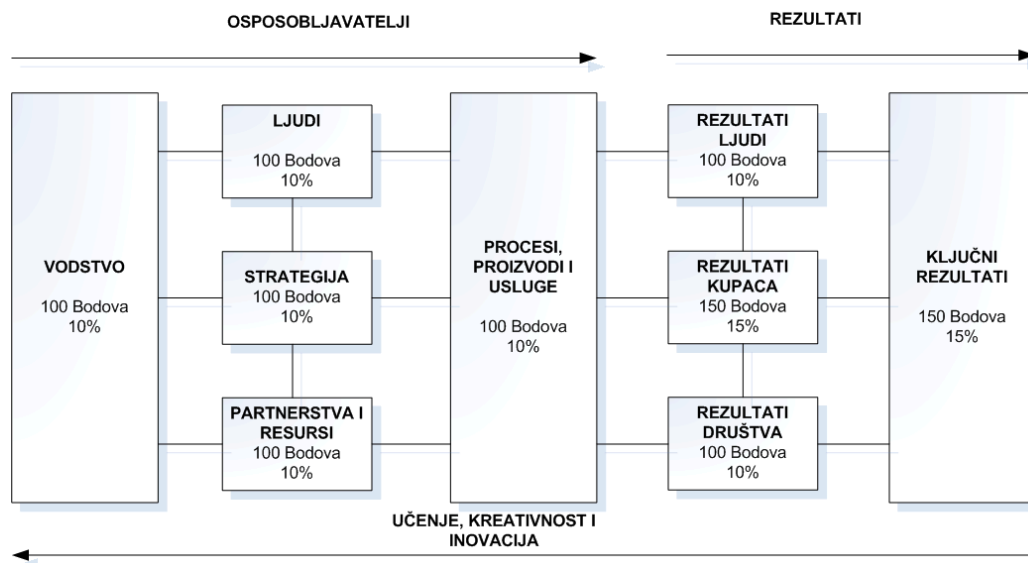 OSPOSOBLJAVATELJI
REZULTATI
VODSTVO
100 Bodova
10%
LJUDI
100 Bodova
10%
STRATEGIJA
100 Bodova
10%
PARTNERSTVA I
RESURSI
100 Bodova
10%
PROCESI,
PROIZVODI I
USLUGE
100 Bodova
10%
REZULTATI
LJUDI
100 Bodova
10%
REZULTATI
KUPACA
150 Bodova
15%
REZULTATI
DRUŠTVA
100 Bodova
10%
KLJUČNI
REZULTATI
150 Bodova
15%
UČENJE, KREATIVNOST I
INOVACIJA